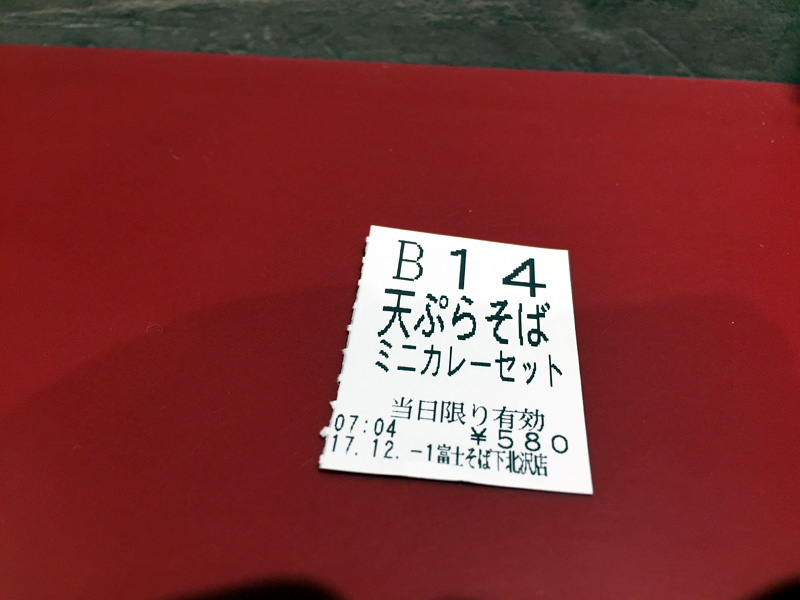 B14
天ぷらそば
ミニカレーセット
当日限り有効
07:04 ¥580
17.12.-1富士そば下北沢店